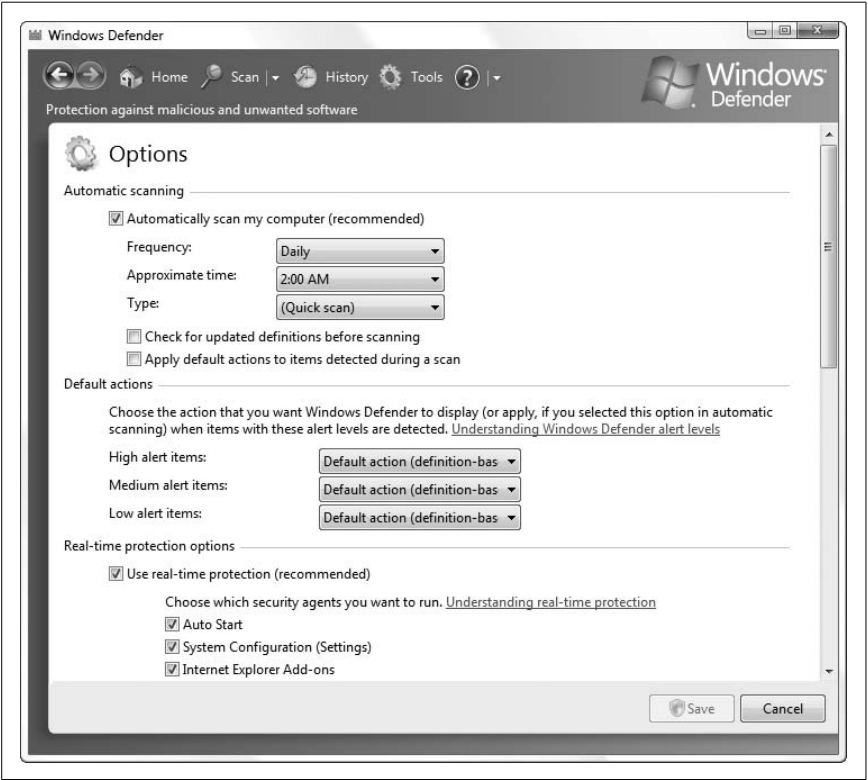 Windows Defender
Home Scan History Tools ?
Windows
Defender
Protection against malicious and unwanted software
Options
Automatic scanning
Automatically scan my computer (recommended)
Frequency: Daily
Approximate time: 2:00 AM
Type: (Quick scan)
Check for updated definitions before scanning
Apply default actions to items detected during a scan
Default actions
Choose the action that you want Windows Defender to display (or apply, if you selected this option in automatic
scanning) when items with these alert levels are detected. Understanding Windows Defender alert levels
High alert items: Default action (definition-bas
Medium alert items: Default action (definition-bas
Low alert items: Default action (definition-bas
Real-time protection options
Use real-time protection (recommended)
Choose which security agents you want to run. Understanding real-time protection
Auto Start
System Configuration (Settings)
Internet Explorer Add-ons
Save Cancel